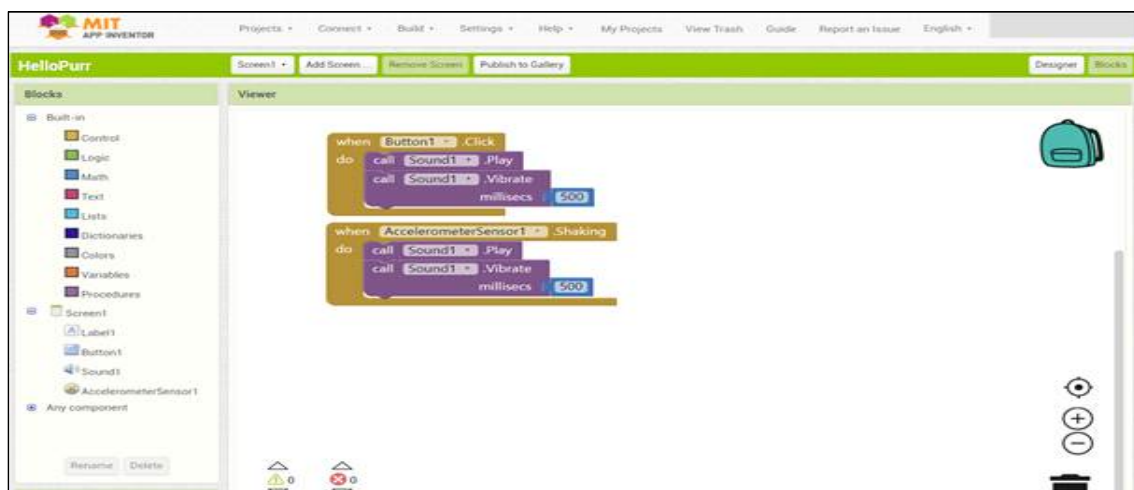 MIT
APP INVENTOR
Projects Connect Build Settings Help My Projects View Trash Guide Report an Issue English
HelloPurr
Screen1 Add Screen ... Remove Screen Publish to Gallery Designer Blocks
Blocks
Viewer
Built-in
Control
Logic
Math
Text
Lists
Dictionaries
Colors
Variables
Procedures
Screen1
Label1
Button1
Sound1
AccelerometerSensor1
Any component
Rename Delete
when Button1 .Click
do call Sound1 .Play
call Sound1 .Vibrate
millisecs 500
when AccelerometerSensor1 .Shaking
do call Sound1 .Play
call Sound1 .Vibrate
millisecs 500
0 0